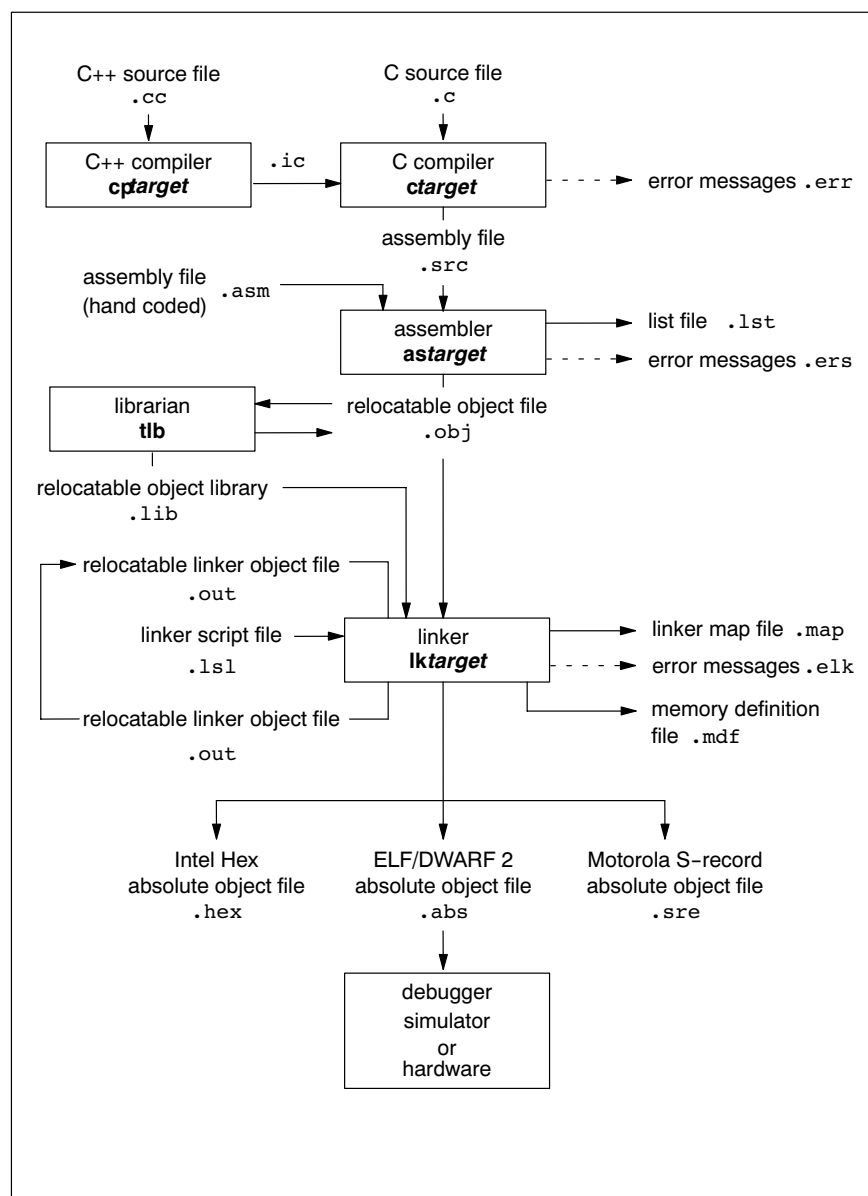 C++ source file
.cc
C source file
.c
C++ compiler
cptarget
.ic
C compiler
ctarget
error messages .err
assembly file
.src
assembly file
(hand coded)
.asm
assembler
astarget
list file .lst
error messages .ers
librarian
tlb
relocatable object file
.obj
relocatable object library
.lib
relocatable linker object file
.out
linker script file
.lsl
linker
lktarget
linker map file .map
error messages .elk
relocatable linker object file
.out
memory definition
file .mdf
Intel Hex
absolute object file
.hex
ELF/DWARF 2
absolute object file
.abs
Motorola S-record
absolute object file
.sre
debugger
simulator
or
hardware